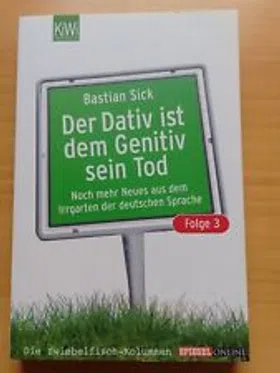 KiWi
Bastian Sick
Der Dativ ist
dem Genitiv
sein Tod
Noch mehr Neues aus dem
Irrgarten der deutschen Sprache
Folge 3
Die Zwiebelfisch-Kolumnen SPIEGEL ONLINE